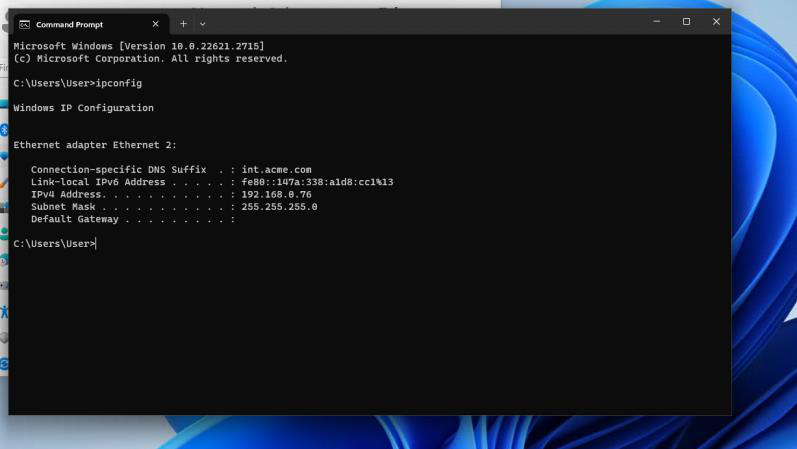 Command Prompt
Microsoft Windows [Version 10.0.22621.2715]
(c) Microsoft Corporation. All rights reserved.
C:\Users\User>ipconfig
Windows IP Configuration
Ethernet adapter Ethernet 2:
Connection-specific DNS Suffix . : int.acme.com
Link-local IPv6 Address . . . . . : fe80::147a:338:a1d8:cc1%13
IPv4 Address. . . . . . . . . . . : 192.168.0.76
Subnet Mask . . . . . . . . . . . : 255.255.255.0
Default Gateway . . . . . . . . . :
C:\Users\User>